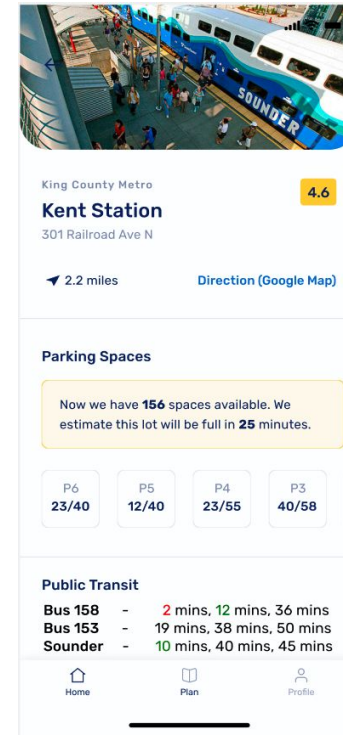 SOUNDER
King County Metro
4.6
Kent Station
301 Railroad Ave N
2.2 miles
Direction (Google Map)
Parking Spaces
Now we have 156 spaces available. We
estimate this lot will be full in 25 minutes.
P6
23/40
P5
12/40
P4
23/55
P3
40/58
Public Transit
Bus 158 - 2 mins, 12 mins, 36 mins
Bus 153 - 19 mins, 38 mins, 50 mins
Sounder - 10 mins, 40 mins, 45 mins
Home
Plan
Profile